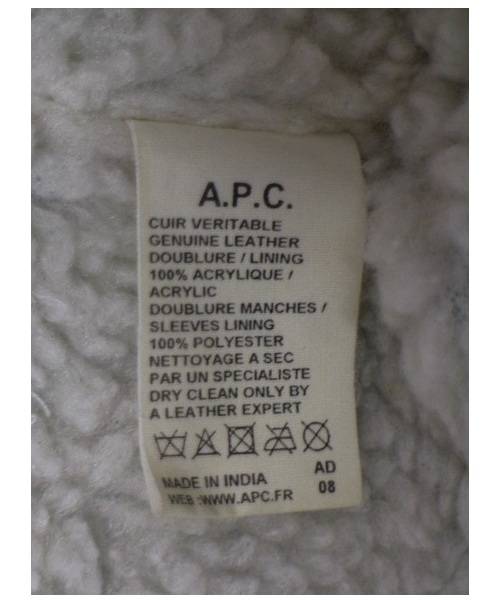 A.P.C.
CUIR VERITABLE
GENUINE LEATHER
DOUBLURE / LINING
100% ACRYLIQUE /
ACRYLIC
DOUBLURE MANCHES /
SLEEVES LINING
100% POLYESTER
NETTOYAGE A SEC
PAR UN SPECIALISTE
DRY CLEAN ONLY BY
A LEATHER EXPERT
MADE IN INDIA AD
WEB :WWW.APC.FR 08